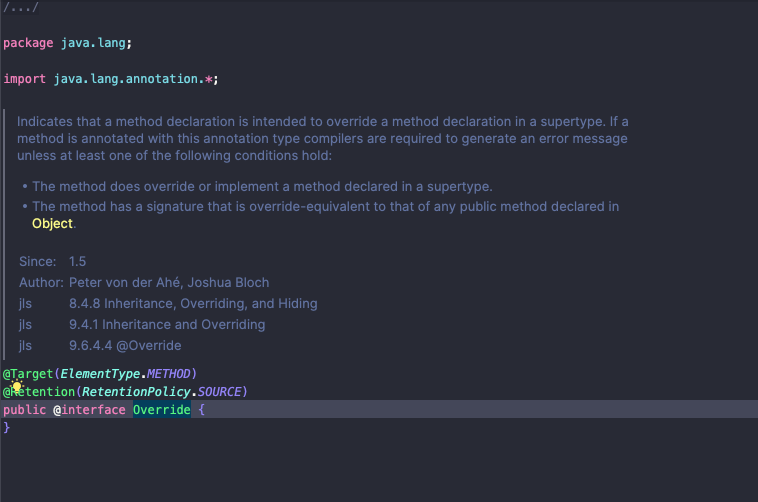 /.../
package java.lang;
import java.lang.annotation.*;
Indicates that a method declaration is intended to override a method declaration in a supertype. If a
method is annotated with this annotation type compilers are required to generate an error message
unless at least one of the following conditions hold:
• The method does override or implement a method declared in a supertype.
• The method has a signature that is override-equivalent to that of any public method declared in
Object.
Since: 1.5
Author: Peter von der Ahé, Joshua Bloch
jls 8.4.8 Inheritance, Overriding, and Hiding
jls 9.4.1 Inheritance and Overriding
jls 9.6.4.4 @Override
@Target(ElementType.METHOD)
@Retention(RetentionPolicy.SOURCE)
public @interface Override {
}